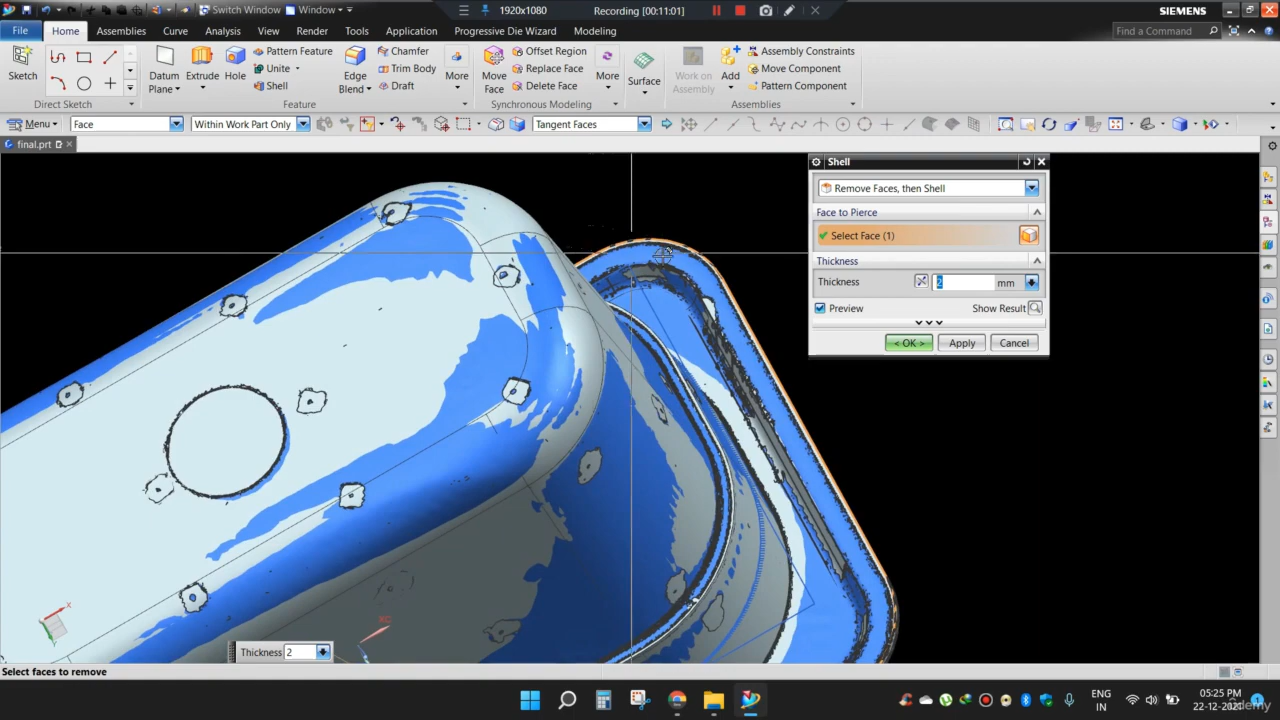 Switch Window
Window
1920x1080
Recording [00:11:01]
SIEMENS
File
Home
Assemblies
Curve
Analysis
View
Render
Tools
Application
Progressive Die Wizard
Modeling
Find a Command
Sketch
Direct Sketch
Datum Plane
Extrude
Hole
Pattern Feature
Unite
Shell
Edge Blend
Chamfer
Trim Body
Draft
More
Feature
Move Face
Offset Region
Replace Face
Delete Face
More
Synchronous Modeling
Surface
Work on Assembly
Add
Assembly Constraints
Move Component
Pattern Component
Assemblies
Menu
Face
Within Work Part Only
Tangent Faces
final.prt
Shell
Remove Faces, then Shell
Face to Pierce
Select Face (1)
Thickness
Thickness
2
mm
Preview
Show Result
< OK >
Apply
Cancel
X
XC
Thickness 2
Select faces to remove
ENG
IN
05:25 PM
22-12-2021
Udemy